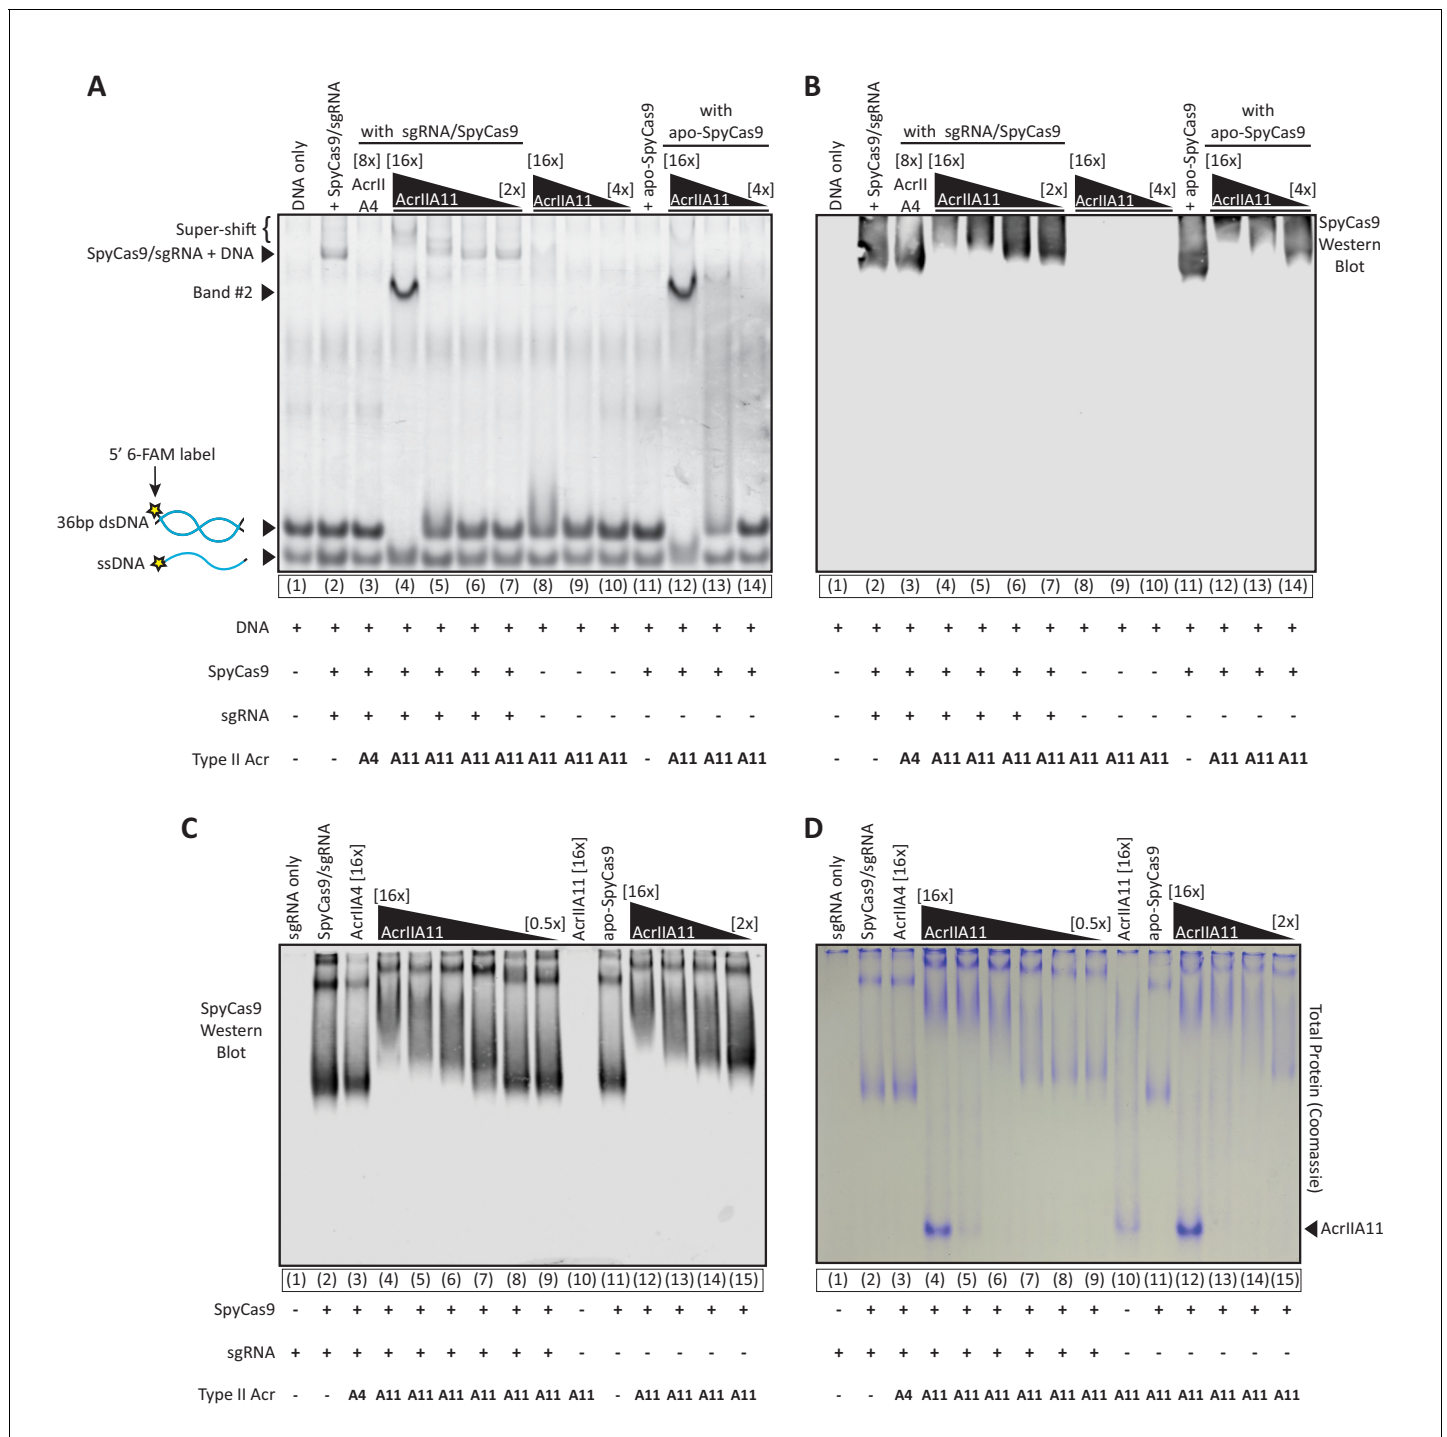 A
DNA only
+ SpyCas9/sgRNA
with sgRNA/SpyCas9
[8x] [16x]
AcrII
A4
AcrIIA11
[2x]
[16x]
AcrIIA11
[4x]
+ apo-SpyCas9
with
apo-SpyCas9
[16x]
AcrIIA11
[4x]
Super-shift {
SpyCas9/sgRNA + DNA
Band #2
5' 6-FAM label
36bp dsDNA
ssDNA
(1) (2) (3) (4) (5) (6) (7) (8) (9) (10) (11) (12) (13) (14)
DNA + + + + + + + + + + + + + +
SpyCas9 - + + + + + + - - - + + + +
sgRNA - + + + + + + - - - - - - -
Type II Acr - - A4 A11 A11 A11 A11 A11 A11 A11 - A11 A11 A11
B
DNA only
+ SpyCas9/sgRNA
with sgRNA/SpyCas9
[8x] [16x]
AcrII
A4
AcrIIA11
[2x]
[16x]
AcrIIA11
[4x]
+ apo-SpyCas9
with
apo-SpyCas9
[16x]
AcrIIA11
[4x]
SpyCas9
Western
Blot
(1) (2) (3) (4) (5) (6) (7) (8) (9) (10) (11) (12) (13) (14)
+ + + + + + + + + + + + + +
- + + + + + + - - - + + + +
- + + + + + + - - - - - - -
- - A4 A11 A11 A11 A11 A11 A11 A11 - A11 A11 A11
C
sgRNA only
SpyCas9/sgRNA
AcrIIA4 [16x]
[16x]
AcrIIA11
[0.5x]
AcrIIA11 [16x]
apo-SpyCas9
[16x]
AcrIIA11
[2x]
SpyCas9
Western
Blot
(1) (2) (3) (4) (5) (6) (7) (8) (9) (10) (11) (12) (13) (14) (15)
SpyCas9 - + + + + + + + + - + + + + +
sgRNA + + + + + + + + + - - - - - -
Type II Acr - - A4 A11 A11 A11 A11 A11 A11 A11 - A11 A11 A11 A11
D
sgRNA only
SpyCas9/sgRNA
AcrIIA4 [16x]
[16x]
AcrIIA11
[0.5x]
AcrIIA11 [16x]
apo-SpyCas9
[16x]
AcrIIA11
[2x]
Total Protein (Coomassie)
AcrIIA11
(1) (2) (3) (4) (5) (6) (7) (8) (9) (10) (11) (12) (13) (14) (15)
- + + + + + + + + - + + + + +
+ + + + + + + + + - - - - - -
- - A4 A11 A11 A11 A11 A11 A11 A11 - A11 A11 A11 A11